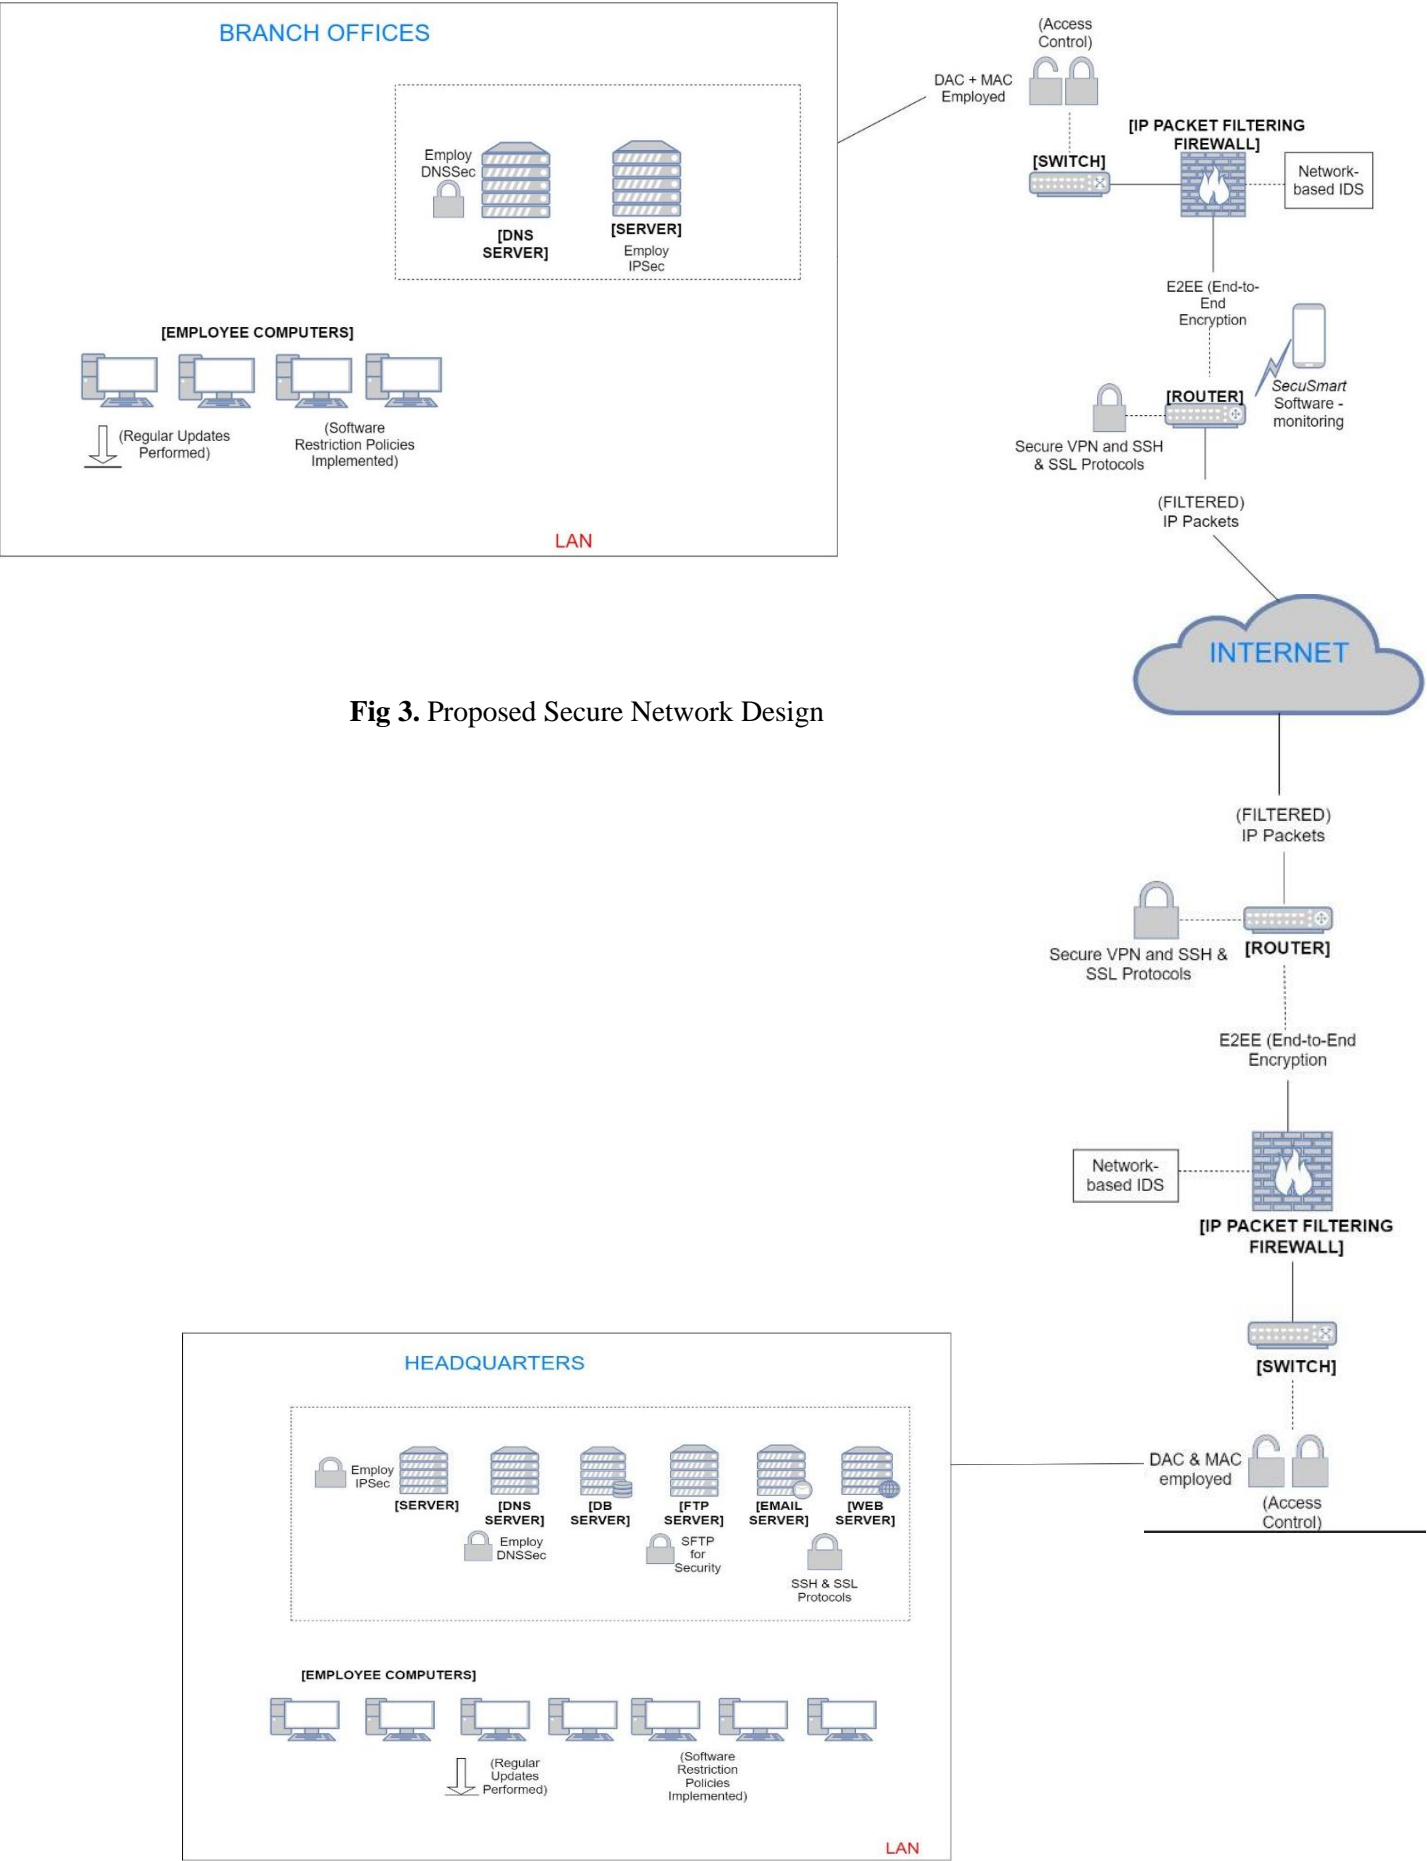 BRANCH OFFICES
Employ
DNSSec
[DNS
SERVER]
[SERVER]
Employ
IPSec
[EMPLOYEE COMPUTERS]
(Regular Updates
Performed)
(Software
Restriction Policies
Implemented)
LAN
(Access
Control)
DAC + MAC
Employed
[SWITCH]
[IP PACKET FILTERING
FIREWALL]
Network-
based IDS
E2EE (End-to-
End
Encryption
[ROUTER]
SecuSmart
Software -
monitoring
Secure VPN and SSH
& SSL Protocols
(FILTERED)
IP Packets
INTERNET
Fig 3. Proposed Secure Network Design
(FILTERED)
IP Packets
Secure VPN and SSH &
SSL Protocols
[ROUTER]
E2EE (End-to-End
Encryption
Network-
based IDS
[IP PACKET FILTERING
FIREWALL]
[SWITCH]
DAC & MAC
employed
(Access
Control)
HEADQUARTERS
Employ
IPSec
[SERVER]
[DNS
SERVER]
Employ
DNSSec
[DB
SERVER]
[FTP
SERVER]
SFTP
for
Security
[EMAIL
SERVER]
[WEB
SERVER]
SSH & SSL
Protocols
[EMPLOYEE COMPUTERS]
(Regular
Updates
Performed)
(Software
Restriction
Policies
Implemented)
LAN